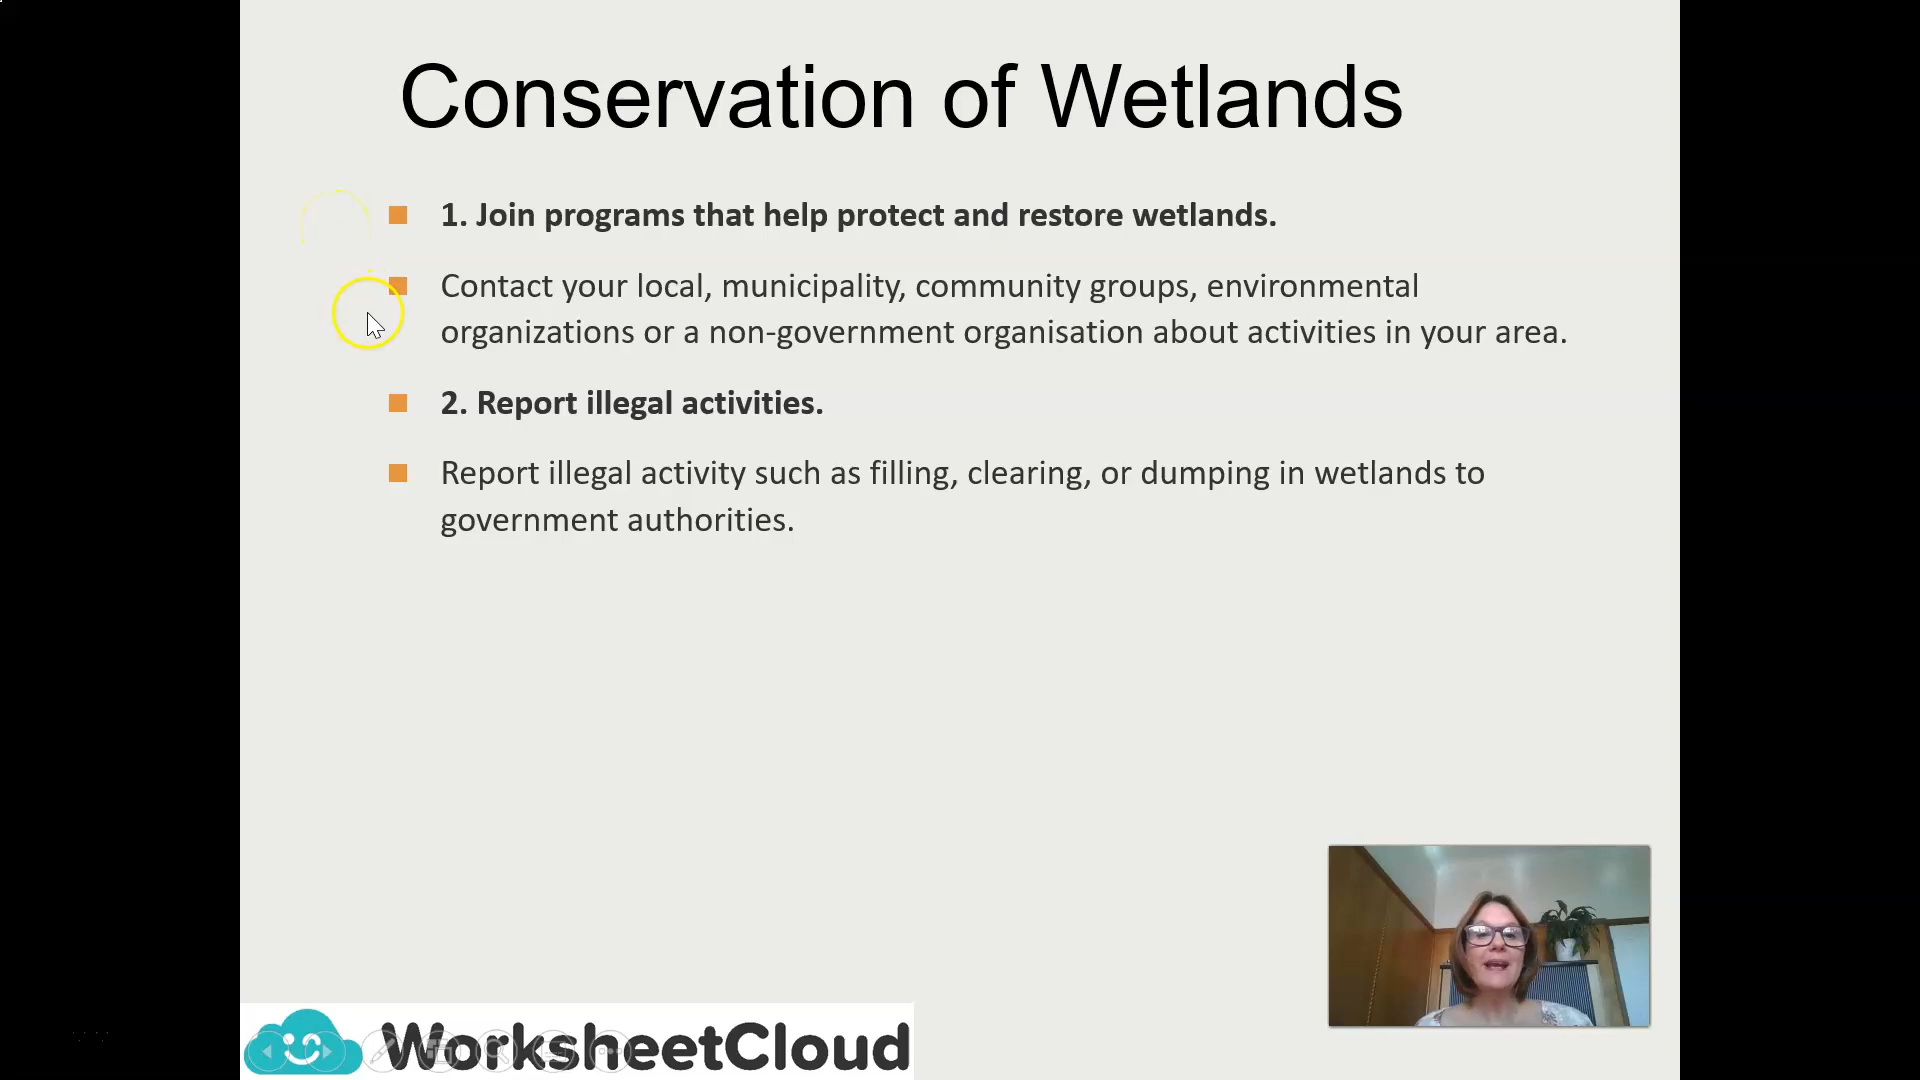 Conservation of Wetlands
1. Join programs that help protect and restore wetlands.
Contact your local, municipality, community groups, environmental
organizations or a non-government organisation about activities in your area.
2. Report illegal activities.
Report illegal activity such as filling, clearing, or dumping in wetlands to
government authorities.
WorksheetCloud